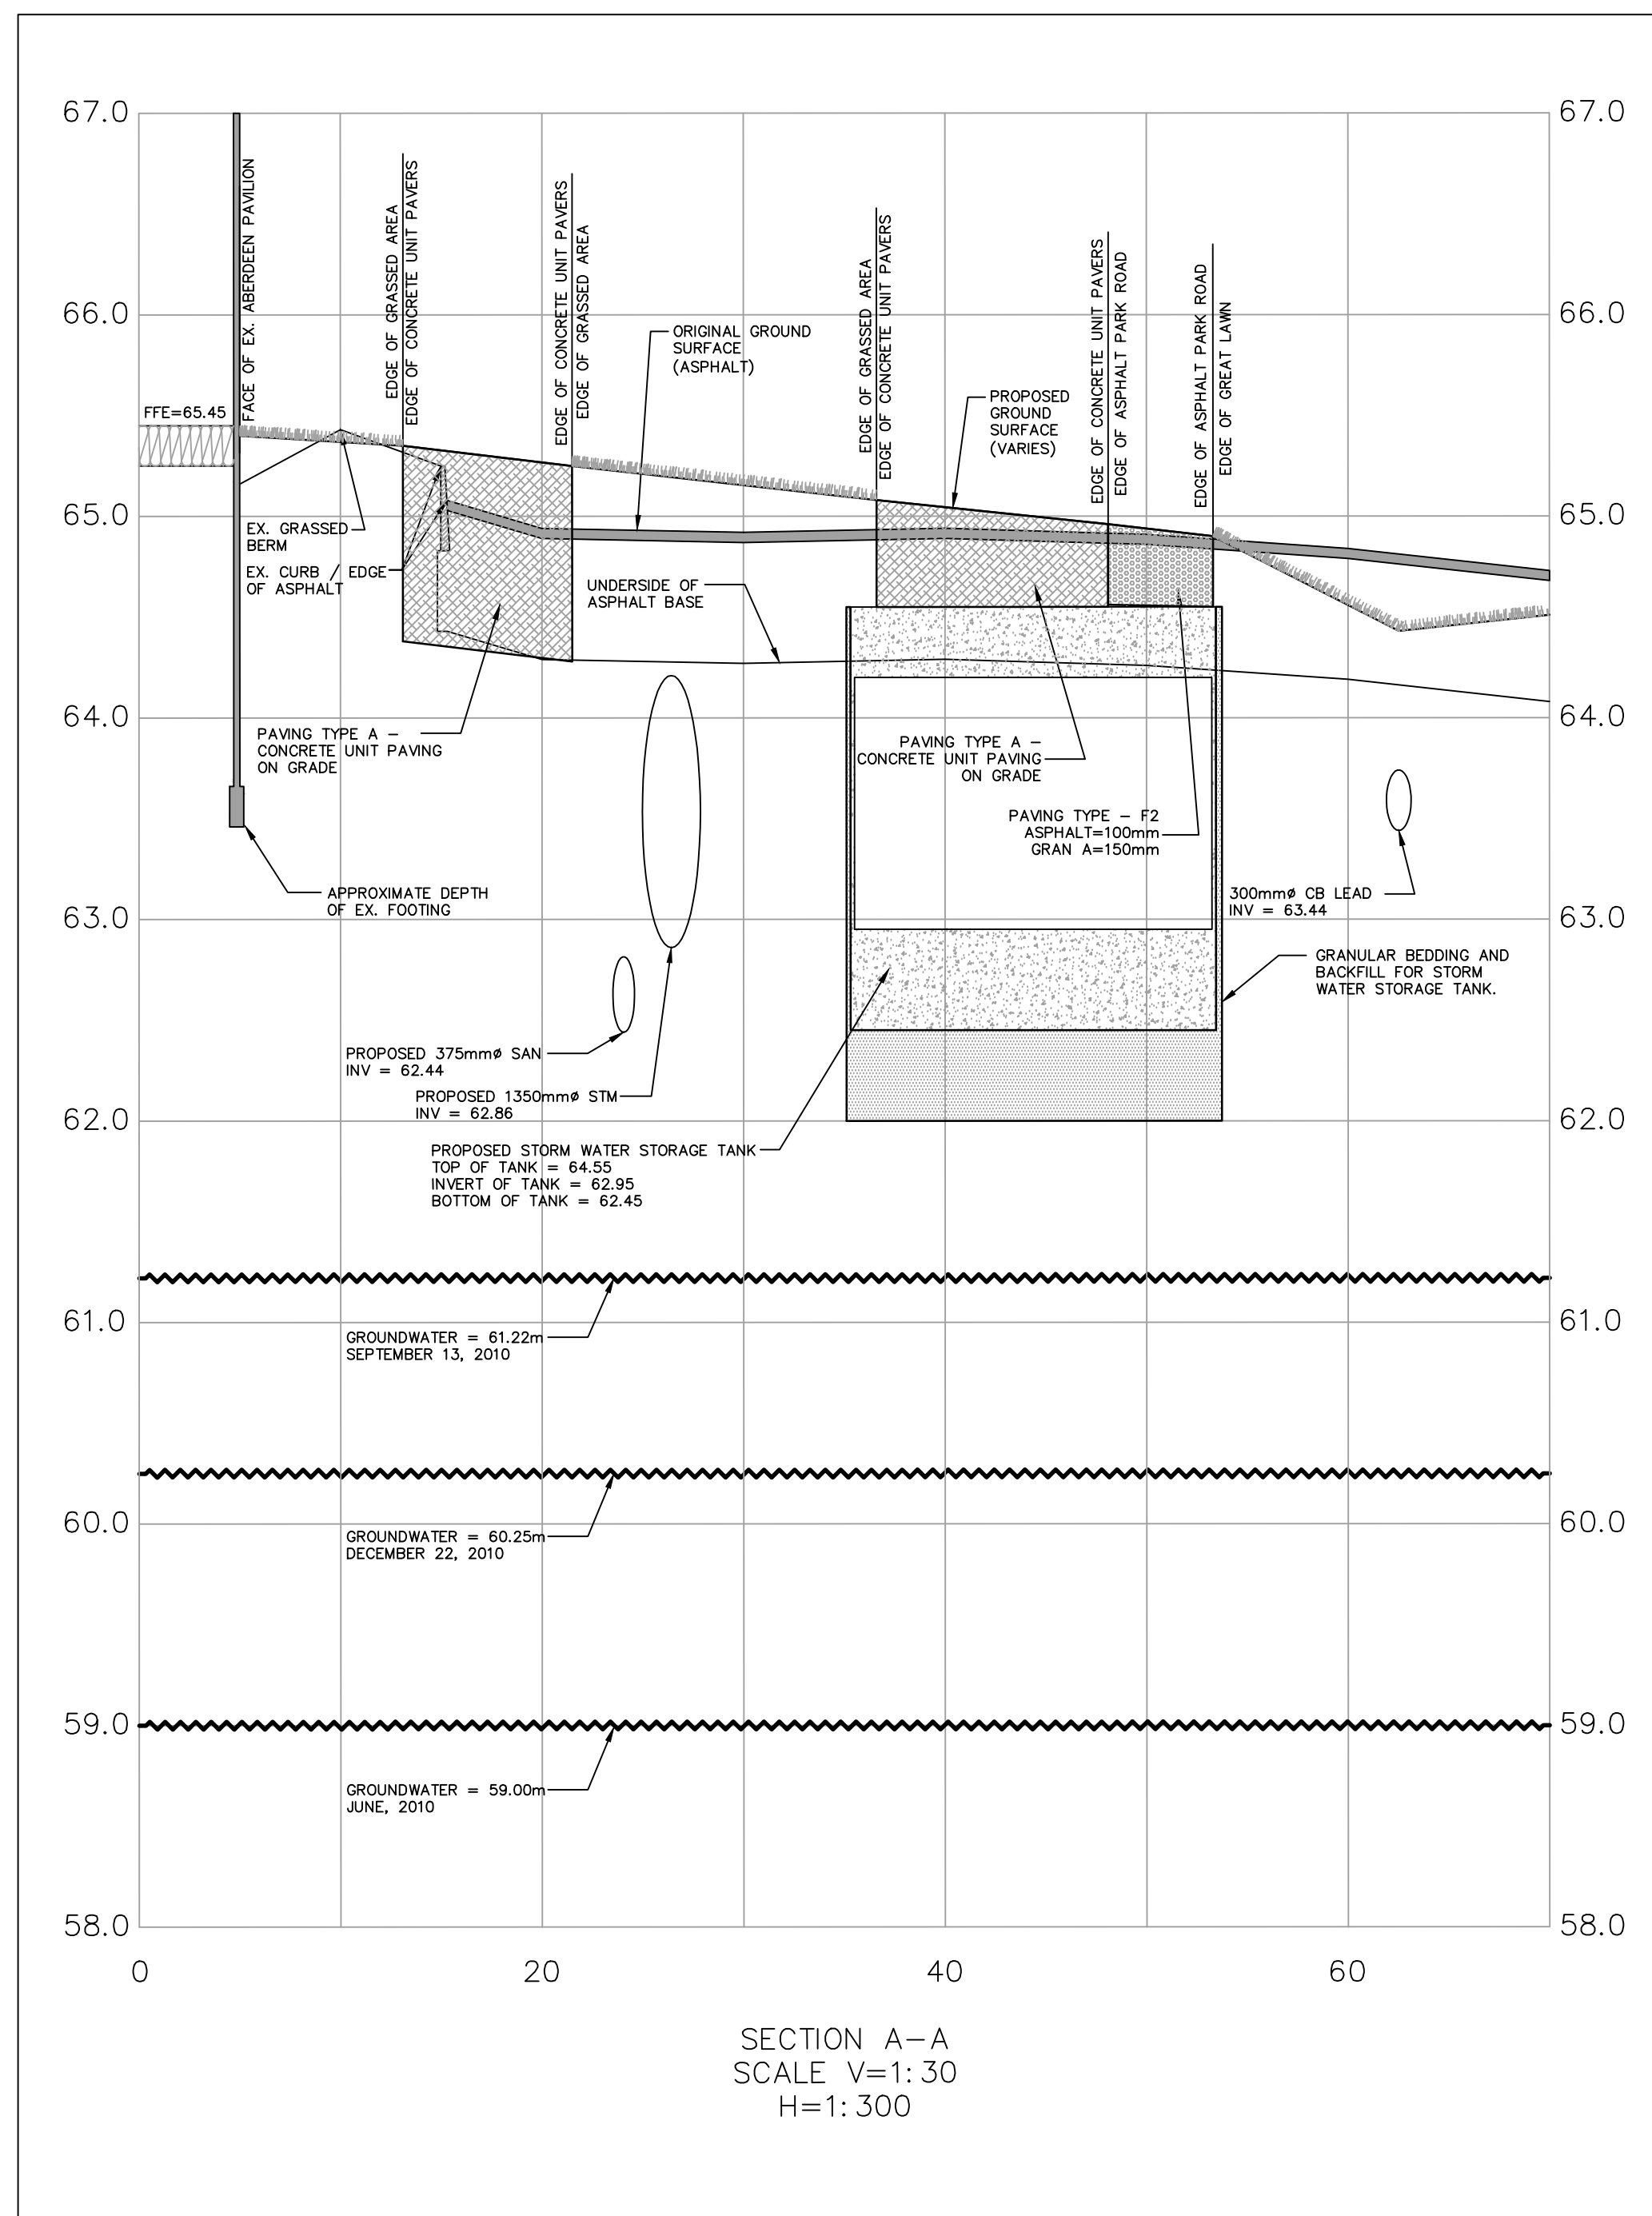 67.0
67.0
FACE OF EX. ABERDEEN PAVILION
EDGE OF GRASSED AREA
EDGE OF CONCRETE UNIT PAVERS
EDGE OF CONCRETE UNIT PAVERS
EDGE OF GRASSED AREA
EDGE OF GRASSED AREA
EDGE OF CONCRETE UNIT PAVERS
EDGE OF CONCRETE UNIT PAVERS
EDGE OF ASPHALT PARK ROAD
EDGE OF ASPHALT PARK ROAD
EDGE OF GREAT LAWN
66.0
66.0
ORIGINAL GROUND
SURFACE
(ASPHALT)
PROPOSED
GROUND
SURFACE
(VARIES)
FFE=65.45
65.0
65.0
EX. GRASSED
BERM
EX. CURB / EDGE
OF ASPHALT
UNDERSIDE OF
ASPHALT BASE
64.0
64.0
PAVING TYPE A –
CONCRETE UNIT PAVING
ON GRADE
PAVING TYPE A –
CONCRETE UNIT PAVING
ON GRADE
PAVING TYPE – F2
ASPHALT=100mm
GRAN A=150mm
APPROXIMATE DEPTH
OF EX. FOOTING
300mmø CB LEAD
INV = 63.44
63.0
63.0
GRANULAR BEDDING AND
BACKFILL FOR STORM
WATER STORAGE TANK.
PROPOSED 375mmø SAN
INV = 62.44
PROPOSED 1350mmø STM
INV = 62.86
62.0
62.0
PROPOSED STORM WATER STORAGE TANK
TOP OF TANK = 64.55
INVERT OF TANK = 62.95
BOTTOM OF TANK = 62.45
61.0
61.0
GROUNDWATER = 61.22m
SEPTEMBER 13, 2010
60.0
60.0
GROUNDWATER = 60.25m
DECEMBER 22, 2010
59.0
59.0
GROUNDWATER = 59.00m
JUNE, 2010
58.0
58.0
0
20
40
60
SECTION A–A
SCALE V=1:30
H=1:300